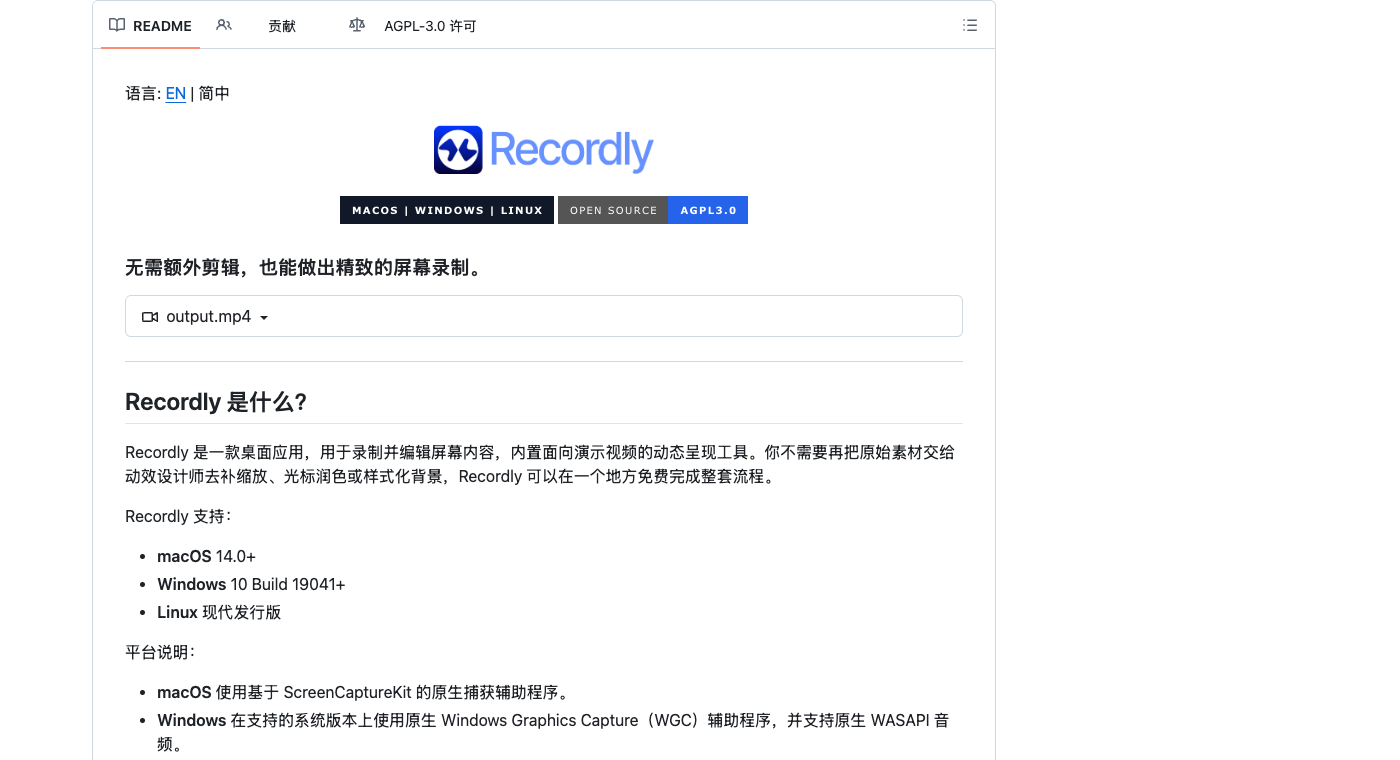 README 贡献 AGPL-3.0 许可
语言: EN | 简中
Recordly
MACOS | WINDOWS | LINUX OPEN SOURCE AGPL3.0
无需额外剪辑，也能做出精致的屏幕录制。
output.mp4
Recordly 是什么?
Recordly 是一款桌面应用，用于录制并编辑屏幕内容，内置面向演示视频的动态呈现工具。你不需要再把原始素材交给
动效设计师去补缩放、光标润色或样式化背景，Recordly 可以在一个地方免费完成整套流程。
Recordly 支持：
• macOS 14.0+
• Windows 10 Build 19041+
• Linux 现代发行版
平台说明：
• macOS 使用基于 ScreenCaptureKit 的原生捕获辅助程序。
• Windows 在支持的系统版本上使用原生 Windows Graphics Capture（WGC）辅助程序，并支持原生 WASAPI 音
频。